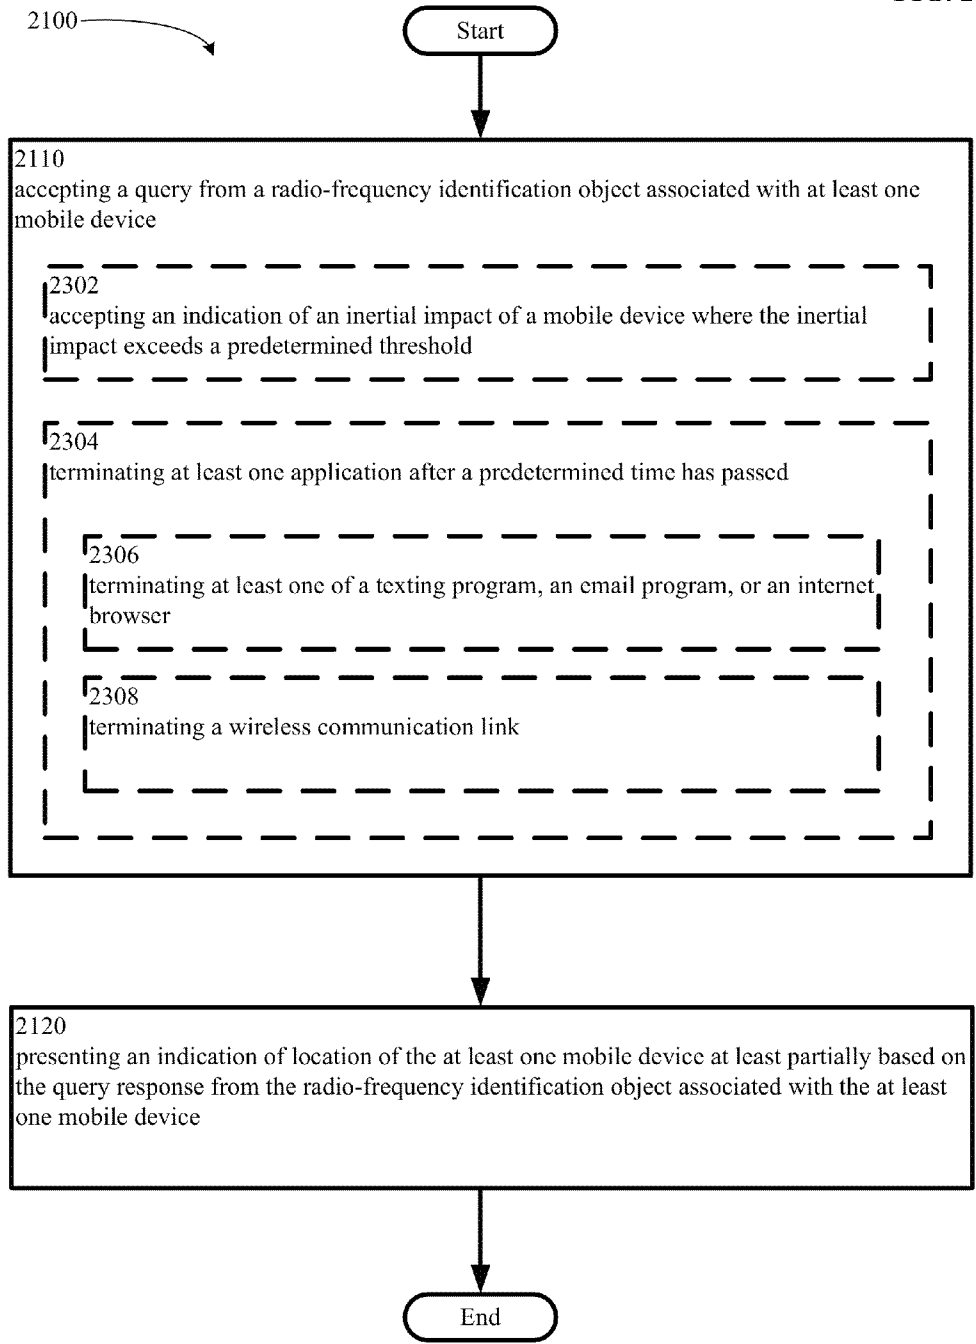 2100
Start
2110
accepting a query from a radio-frequency identification object associated with at least one
mobile device
2302
accepting an indication of an inertial impact of a mobile device where the inertial
impact exceeds a predetermined threshold
2304
terminating at least one application after a predetermined time has passed
2306
terminating at least one of a texting program, an email program, or an internet
browser
2308
terminating a wireless communication link
2120
presenting an indication of location of the at least one mobile device at least partially based on
the query response from the radio-frequency identification object associated with the at least
one mobile device
End